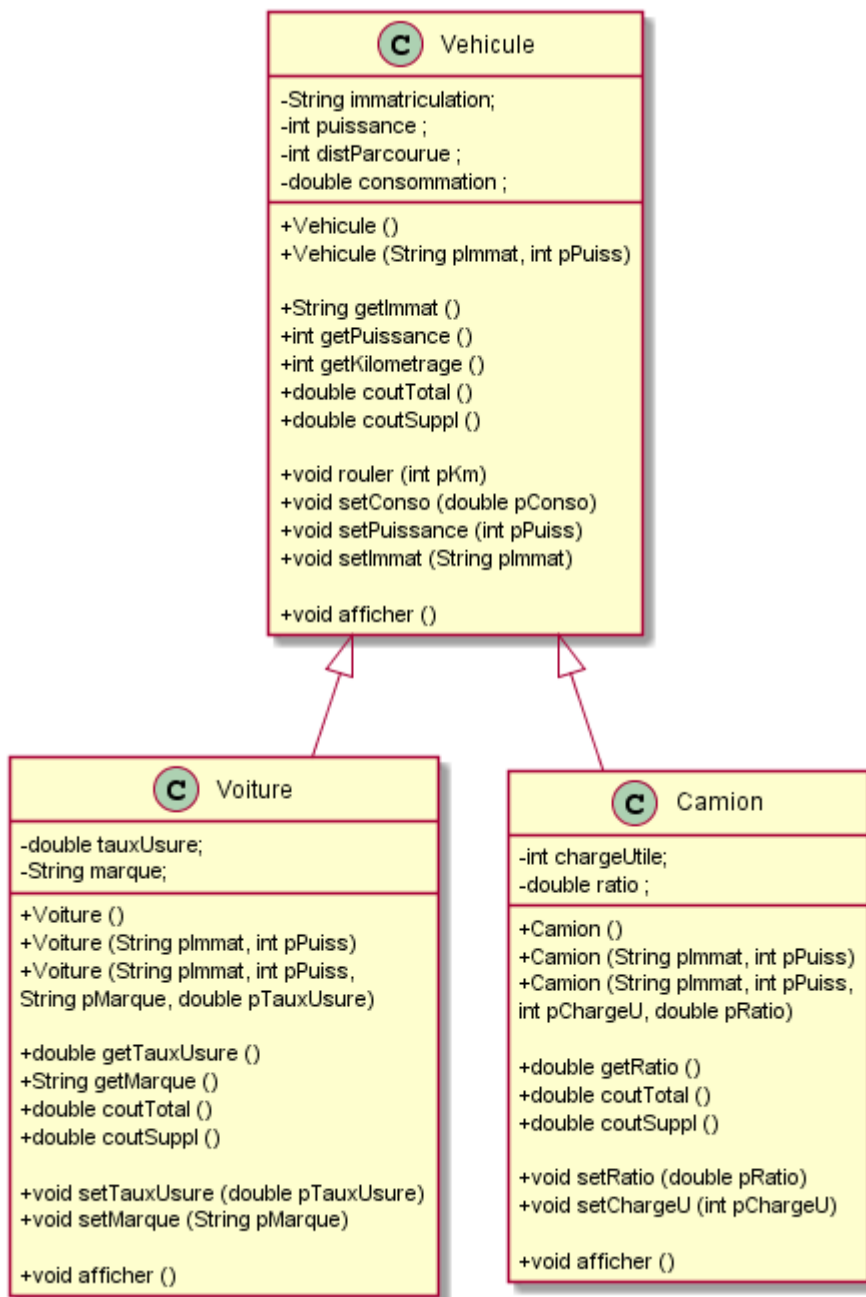 C Vehicule
-String immatriculation;
-int puissance ;
-int distParcourue ;
-double consommation ;
+Vehicule ()
+Vehicule (String pImmat, int pPuiss)
+String getImmat ()
+int getPuissance ()
+int getKilometrage ()
+double coutTotal ()
+double coutSuppl ()
+void rouler (int pKm)
+void setConso (double pConso)
+void setPuissance (int pPuiss)
+void setImmat (String pImmat)
+void afficher ()
C Voiture
-double tauxUsure;
-String marque;
+Voiture ()
+Voiture (String pImmat, int pPuiss)
+Voiture (String pImmat, int pPuiss,
String pMarque, double pTauxUsure)
+double getTauxUsure ()
+String getMarque ()
+double coutTotal ()
+double coutSuppl ()
+void setTauxUsure (double pTauxUsure)
+void setMarque (String pMarque)
+void afficher ()
C Camion
-int chargeUtile;
-double ratio ;
+Camion ()
+Camion (String pImmat, int pPuiss)
+Camion (String pImmat, int pPuiss,
int pChargeU, double pRatio)
+double getRatio ()
+double coutTotal ()
+double coutSuppl ()
+void setRatio (double pRatio)
+void setChargeU (int pChargeU)
+void afficher ()